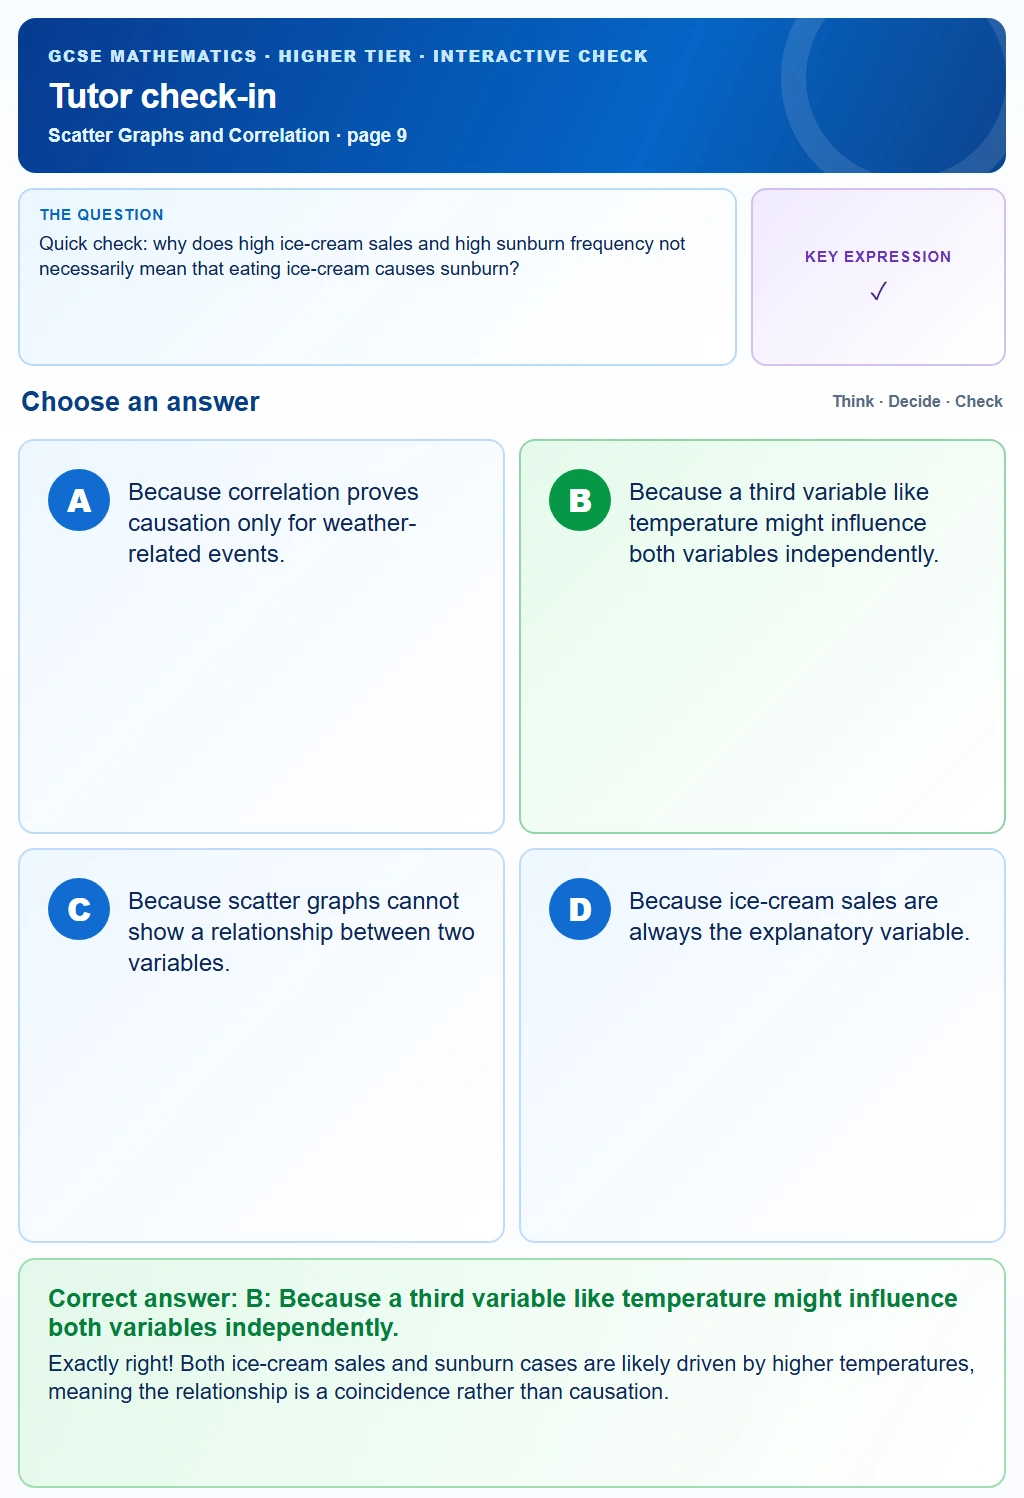 GCSE MATHEMATICS · HIGHER TIER · INTERACTIVE CHECK
Tutor check-in
Scatter Graphs and Correlation · page 9
THE QUESTION
Quick check: why does high ice-cream sales and high sunburn frequency not
necessarily mean that eating ice-cream causes sunburn?
KEY EXPRESSION
✓
Choose an answer
Think · Decide · Check
A
Because correlation proves
causation only for weather-
related events.
B
Because a third variable like
temperature might influence
both variables independently.
C
Because scatter graphs cannot
show a relationship between two
variables.
D
Because ice-cream sales are
always the explanatory variable.
Correct answer: B: Because a third variable like temperature might influence
both variables independently.
Exactly right! Both ice-cream sales and sunburn cases are likely driven by higher temperatures,
meaning the relationship is a coincidence rather than causation.